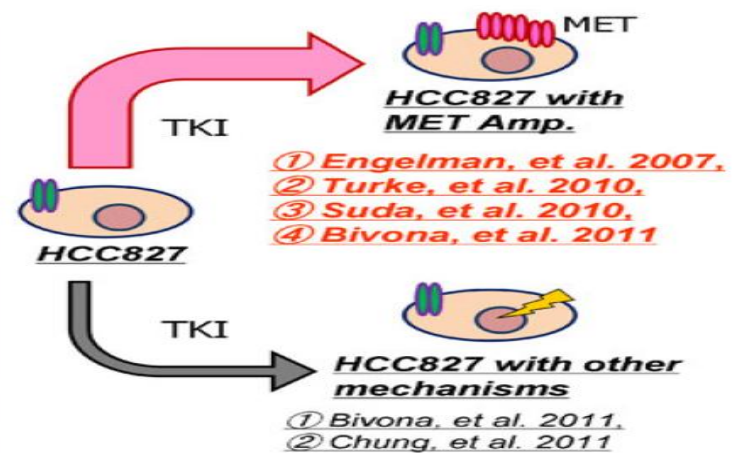 MET
HCC827 with
MET Amp.
TKI
① Engelman, et al. 2007,
② Turke, et al. 2010,
③ Suda, et al. 2010,
④ Bivona, et al. 2011
HCC827
TKI
HCC827 with other
mechanisms
① Bivona, et al. 2011,
② Chung, et al. 2011